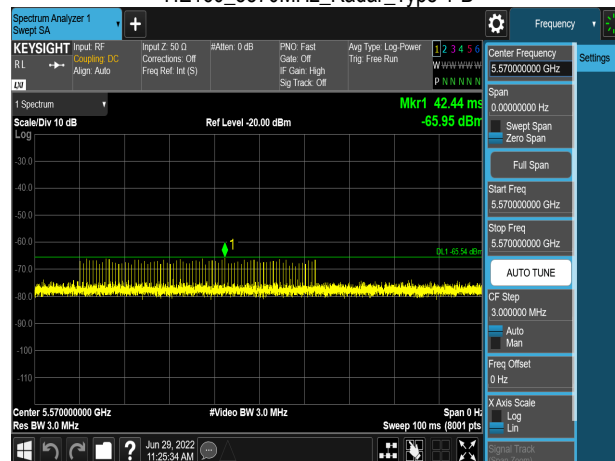 Spectrum Analyzer 1
Swept SA
Frequency
Settings
KEYSIGHT
RL
LXI
Input: RF
Coupling: DC
Align: Auto
Input Z: 50 Ω
Corrections: Off
Freq Ref: Int (S)
#Atten: 0 dB
PNO: Fast
Gate: Off
IF Gain: High
Sig Track: Off
Avg Type: Log-Power
Trig: Free Run
1 2 3 4 5 6
W W W W W W
P N N N N N
1 Spectrum
Mkr1 42.44 ms
-65.95 dBm
Scale/Div 10 dB
Ref Level -20.00 dBm
Log
-30.0
-40.0
-50.0
-60.0
-70.0
-80.0
-90.0
-100
-110
1
DL1 -65.54 dBm
Center 5.570000000 GHz
Res BW 3.0 MHz
#Video BW 3.0 MHz
Span 0 Hz
Sweep 100 ms (8001 pts)
Center Frequency
5.570000000 GHz
Span
0.00000000 Hz
Swept Span
Zero Span
Full Span
Start Freq
5.570000000 GHz
Stop Freq
5.570000000 GHz
AUTO TUNE
CF Step
3.000000 MHz
Auto
Man
Freq Offset
0 Hz
X Axis Scale
Log
Lin
Signal Track
?
Jun 29, 2022
11:25:34 AM